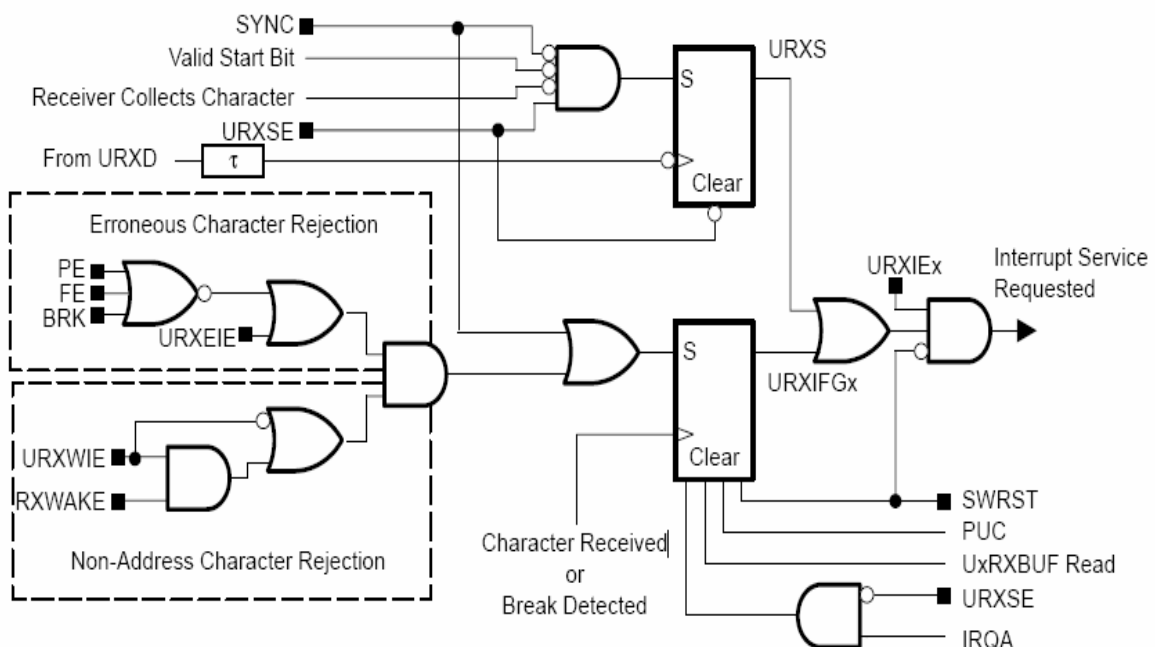 SYNC
Valid Start Bit
Receiver Collects Character
URXSE
From URXD
τ
S
URXS
Clear
Erroneous Character Rejection
PE
FE
BRK
URXEIE
URXWIE
RXWAKE
Non-Address Character Rejection
S
Clear
URXIFGx
URXIEx
Interrupt Service
Requested
Character Received
or
Break Detected
SWRST
PUC
UxRXBUF Read
URXSE
IRQA